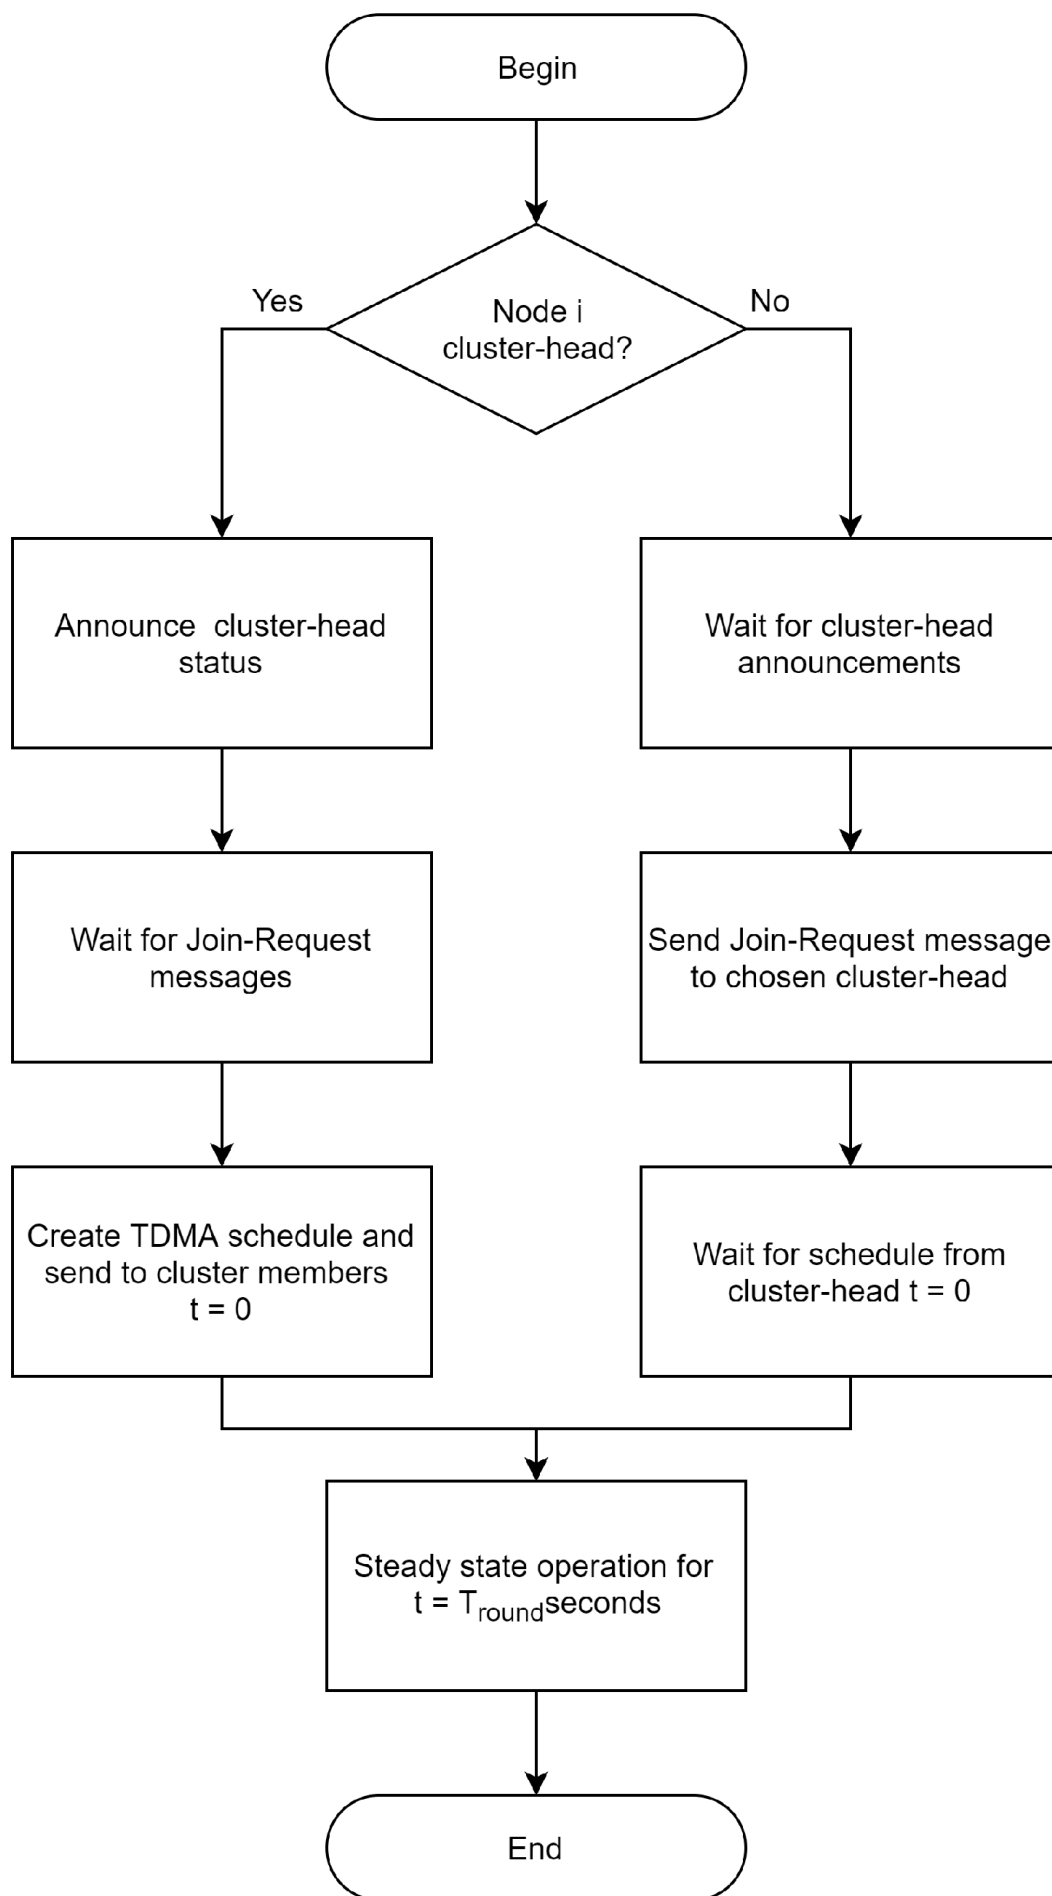 Begin
Yes
No
Node i
cluster-head?
Announce  cluster-head
status
Wait for cluster-head
announcements
Wait for Join-Request
messages
Send Join-Request message
to chosen cluster-head
Create TDMA schedule and
send to cluster members
t = 0
Wait for schedule from
cluster-head t = 0
Steady state operation for
t = Troundseconds
End